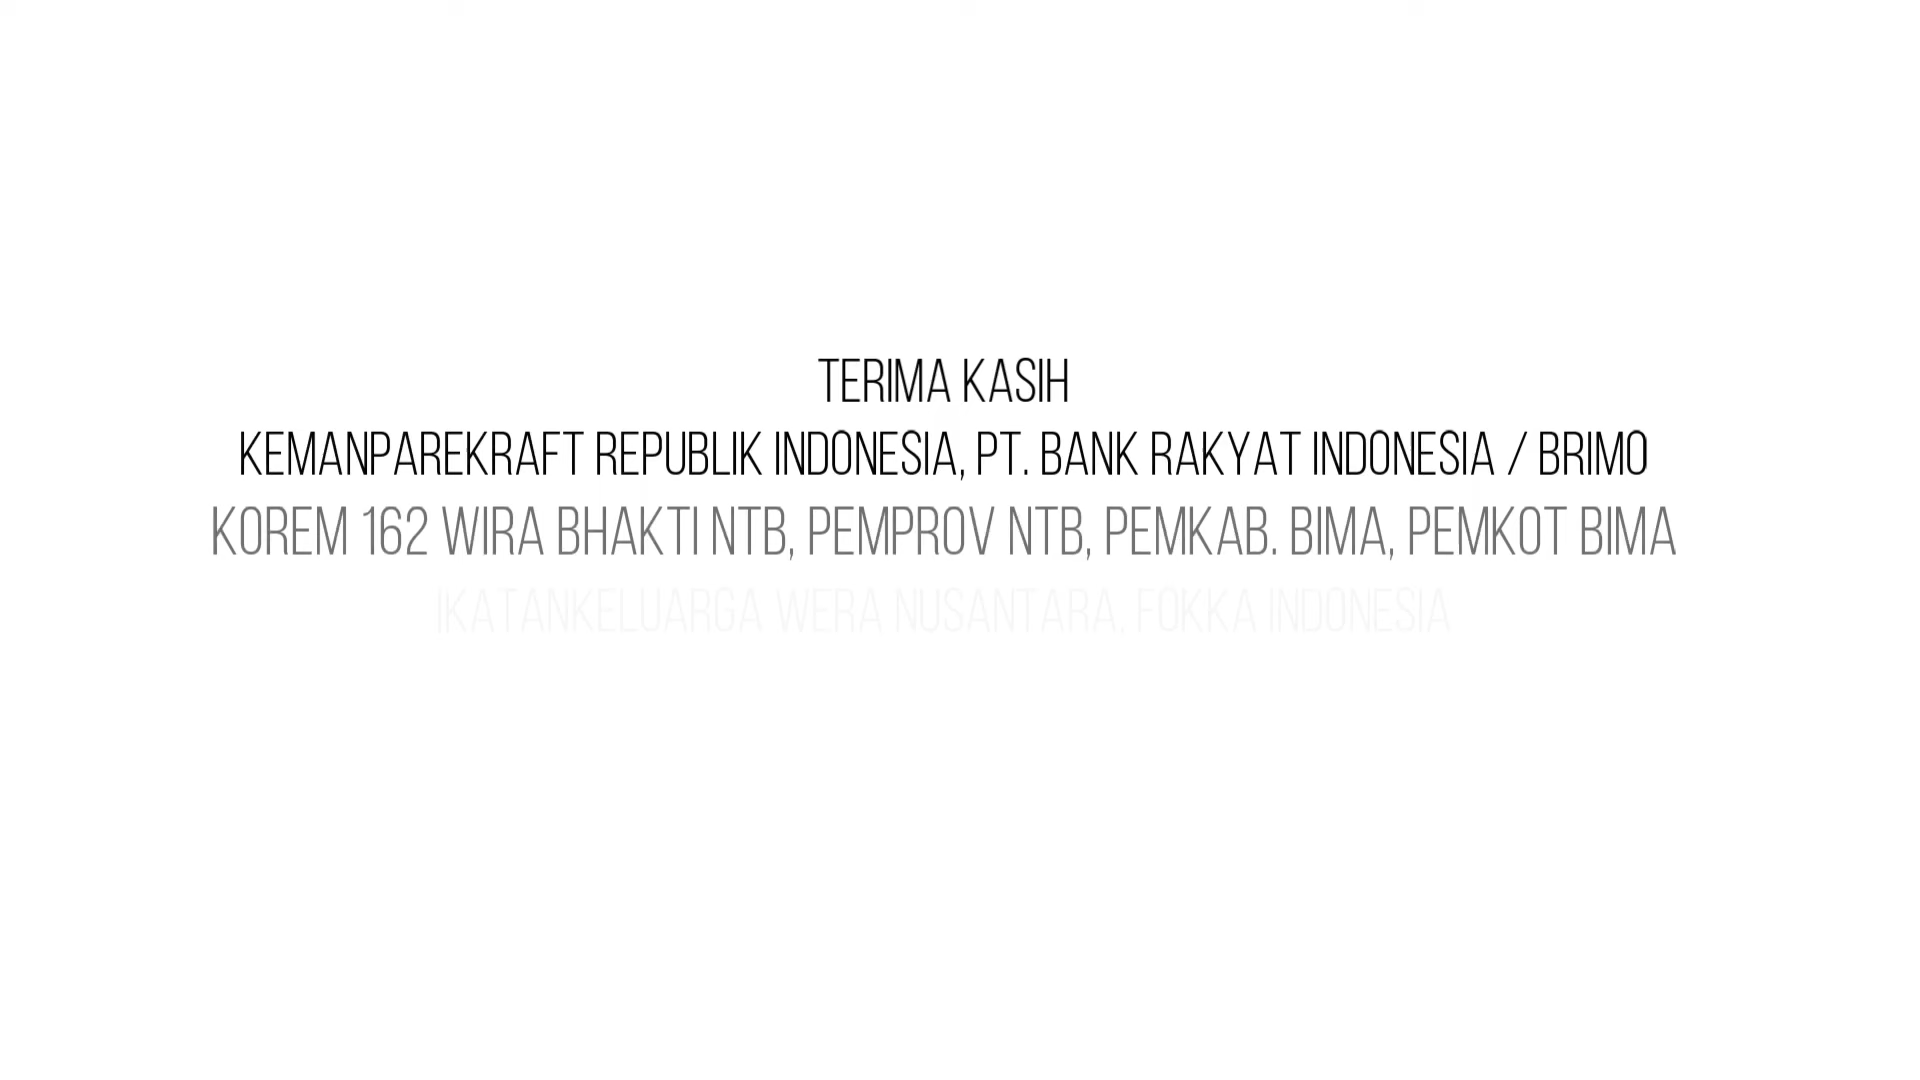 TERIMA KASIH
KEMANPAREKRAFT REPUBLIK INDONESIA, PT. BANK RAKYAT INDONESIA / BRIMO
KOREM 162 WIRA BHAKTI NTB, PEMPROV NTB, PEMKAB. BIMA, PEMKOT BIMA
IKATANKELUARGA WERA NUSANTARA, FOKKA INDONESIA